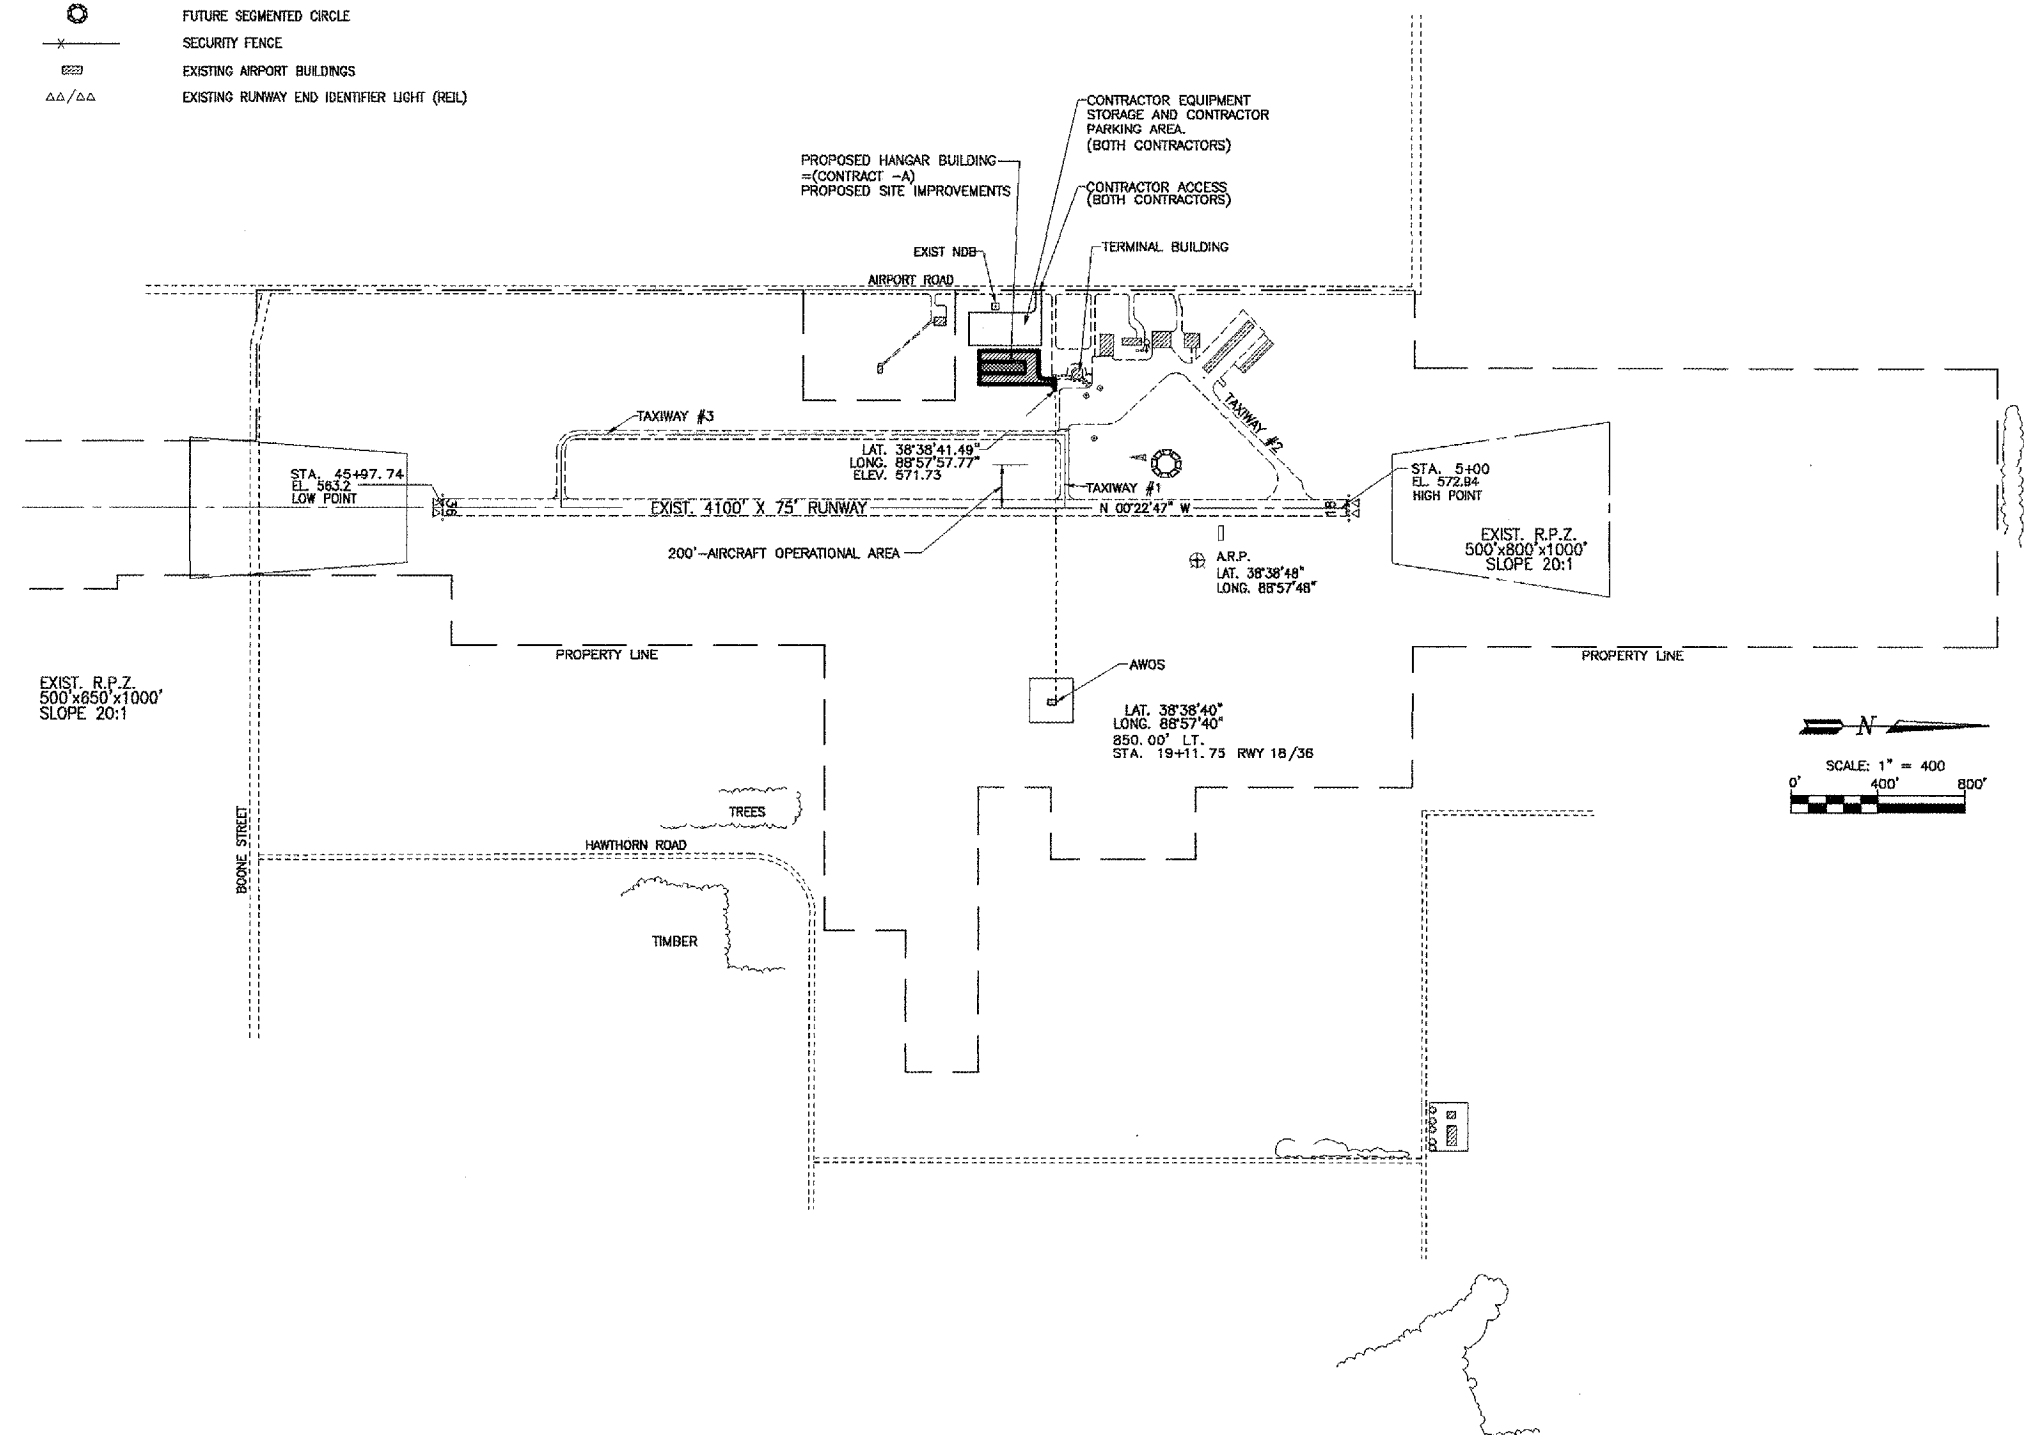 FUTURE SEGMENTED CIRCLE
SECURITY FENCE
EXISTING AIRPORT BUILDINGS
EXISTING RUNWAY END IDENTIFIER LIGHT (REIL)
CONTRACTOR EQUIPMENT
STORAGE AND CONTRACTOR
PARKING AREA.
(BOTH CONTRACTORS)
PROPOSED HANGAR BUILDING
=(CONTRACT -A)
PROPOSED SITE IMPROVEMENTS
CONTRACTOR ACCESS
(BOTH CONTRACTORS)
EXIST NDB
TERMINAL BUILDING
AIRPORT ROAD
TAXIWAY #3
TAXIWAY #2
LAT. 38°38'41.49"
LONG. 88°57'57.77"
ELEV. 571.73
STA. 45+97.74
EL. 563.2
LOW POINT
STA. 5+00
EL. 572.84
HIGH POINT
TAXIWAY #1
36
EXIST. 4100' X 75' RUNWAY
N 00°22'47" W
18
EXIST. R.P.Z.
500'x800'x1000'
SLOPE 20:1
200'-AIRCRAFT OPERATIONAL AREA
A.R.P.
LAT. 38°38'48"
LONG. 88°57'48"
PROPERTY LINE
PROPERTY LINE
AWOS
EXIST. R.P.Z.
500'x650'x1000'
SLOPE 20:1
LAT. 38°38'40"
LONG. 88°57'40"
850.00' LT.
STA. 19+11.75 RWY 18/36
N
SCALE: 1" = 400
0' 400' 800'
TREES
HAWTHORN ROAD
BOONE STREET
TIMBER